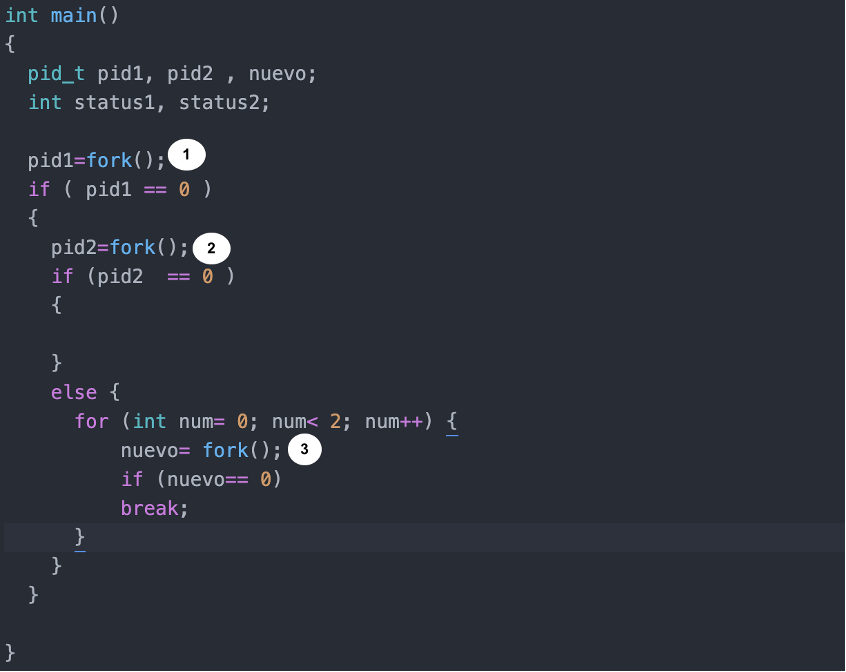 int main()
{
pid_t pid1, pid2 , nuevo;
int status1, status2;
pid1=fork(); 1
if ( pid1 == 0 )
{
pid2=fork(); 2
if (pid2  == 0 )
{
}
else {
for (int num= 0; num< 2; num++) {
nuevo= fork(); 3
if (nuevo== 0)
break;
}
}
}
}